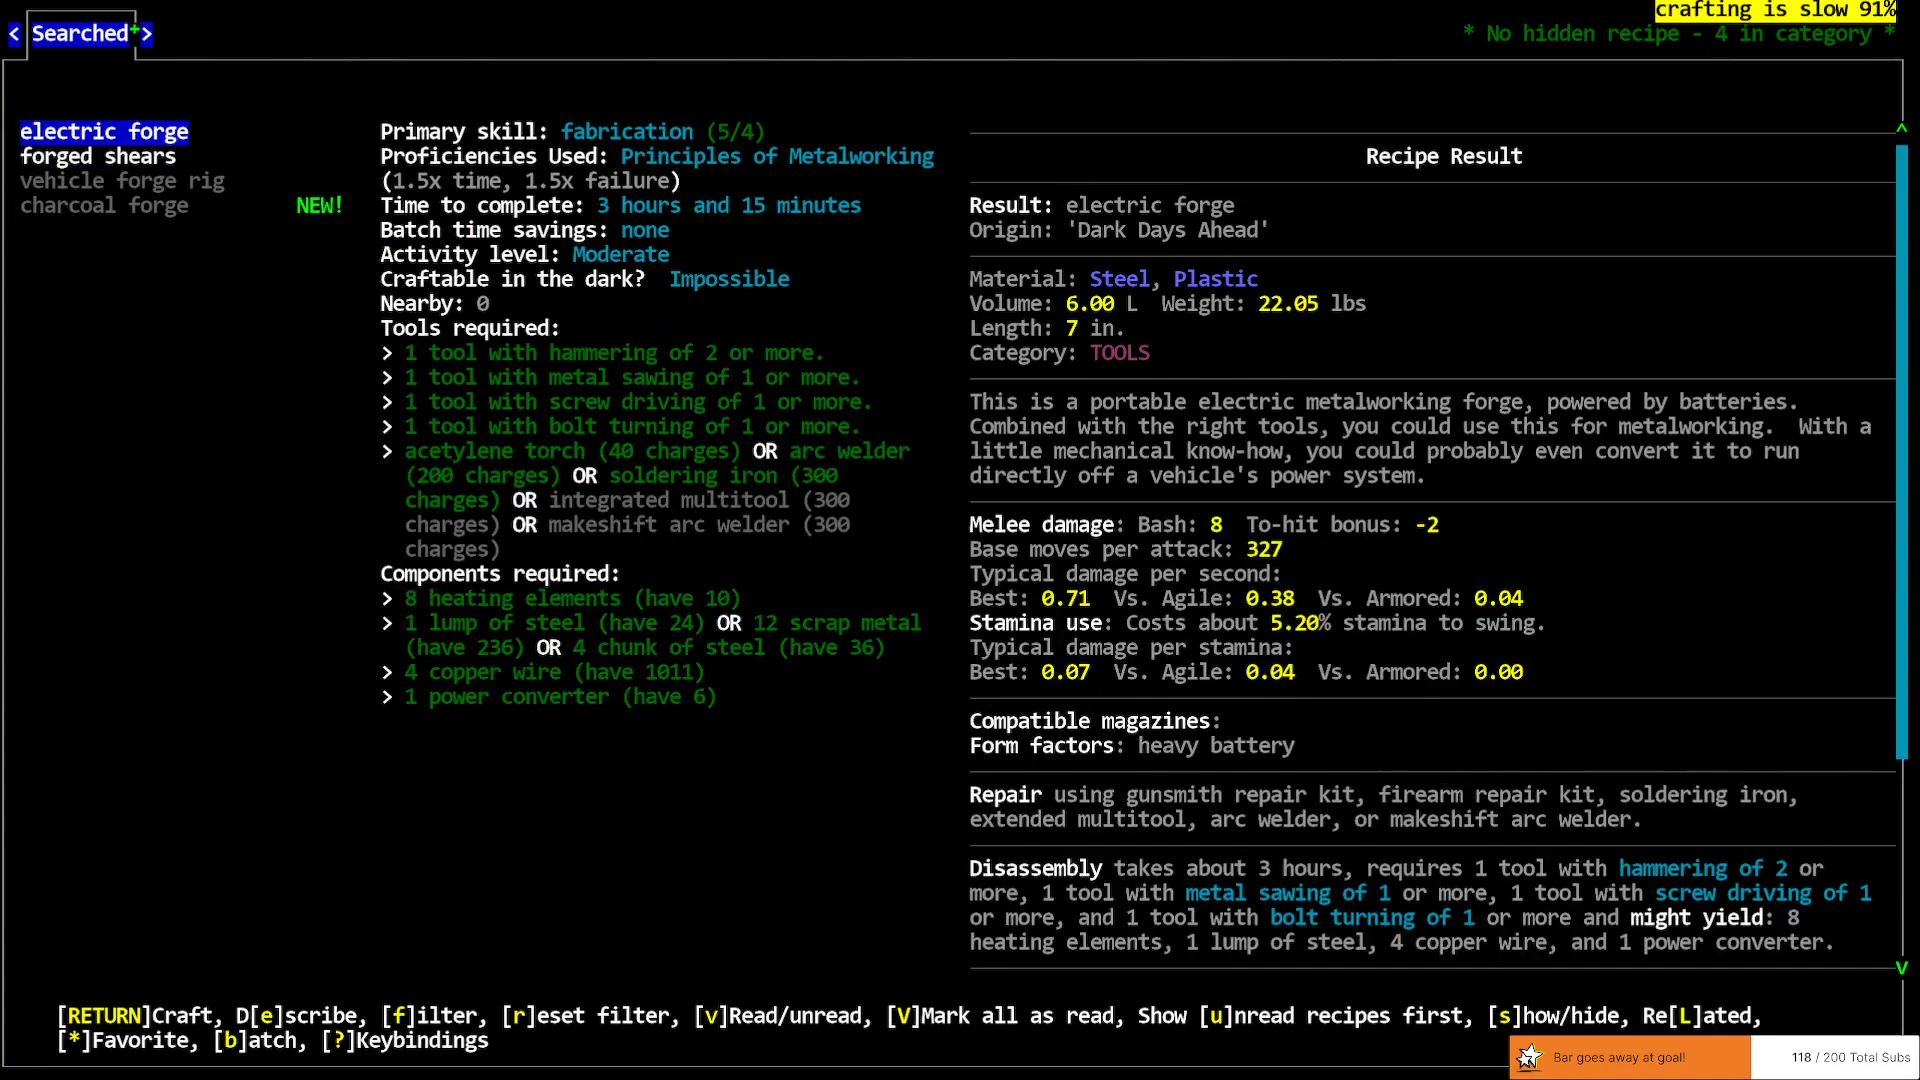 crafting is slow 91%
< Searched+ >
* No hidden recipe - 4 in category *
electric forge
forged shears
vehicle forge rig
charcoal forge NEW!
Primary skill: fabrication (5/4)
Proficiencies Used: Principles of Metalworking
(1.5x time, 1.5x failure)
Time to complete: 3 hours and 15 minutes
Batch time savings: none
Activity level: Moderate
Craftable in the dark? Impossible
Nearby: 0
Tools required:
> 1 tool with hammering of 2 or more.
> 1 tool with metal sawing of 1 or more.
> 1 tool with screw driving of 1 or more.
> 1 tool with bolt turning of 1 or more.
> acetylene torch (40 charges) OR arc welder
(200 charges) OR soldering iron (300
charges) OR integrated multitool (300
charges) OR makeshift arc welder (300
charges)
Components required:
> 8 heating elements (have 10)
> 1 lump of steel (have 24) OR 12 scrap metal
(have 236) OR 4 chunk of steel (have 36)
> 4 copper wire (have 1011)
> 1 power converter (have 6)
Recipe Result
Result: electric forge
Origin: 'Dark Days Ahead'
Material: Steel, Plastic
Volume: 6.00 L Weight: 22.05 lbs
Length: 7 in.
Category: TOOLS
This is a portable electric metalworking forge, powered by batteries.
Combined with the right tools, you could use this for metalworking. With a
little mechanical know-how, you could probably even convert it to run
directly off a vehicle's power system.
Melee damage: Bash: 8 To-hit bonus: -2
Base moves per attack: 327
Typical damage per second:
Best: 0.71 Vs. Agile: 0.38 Vs. Armored: 0.04
Stamina use: Costs about 5.20% stamina to swing.
Typical damage per stamina:
Best: 0.07 Vs. Agile: 0.04 Vs. Armored: 0.00
Compatible magazines:
Form factors: heavy battery
Repair using gunsmith repair kit, firearm repair kit, soldering iron,
extended multitool, arc welder, or makeshift arc welder.
Disassembly takes about 3 hours, requires 1 tool with hammering of 2 or
more, 1 tool with metal sawing of 1 or more, 1 tool with screw driving of 1
or more, and 1 tool with bolt turning of 1 or more and might yield: 8
heating elements, 1 lump of steel, 4 copper wire, and 1 power converter.
[RETURN]Craft, D[e]scribe, [f]ilter, [r]eset filter, [v]Read/unread, [V]Mark all as read, Show [u]nread recipes first, [s]how/hide, Re[L]ated,
[*]Favorite, [b]atch, [?]Keybindings
Bar goes away at goal!
118 / 200 Total Subs